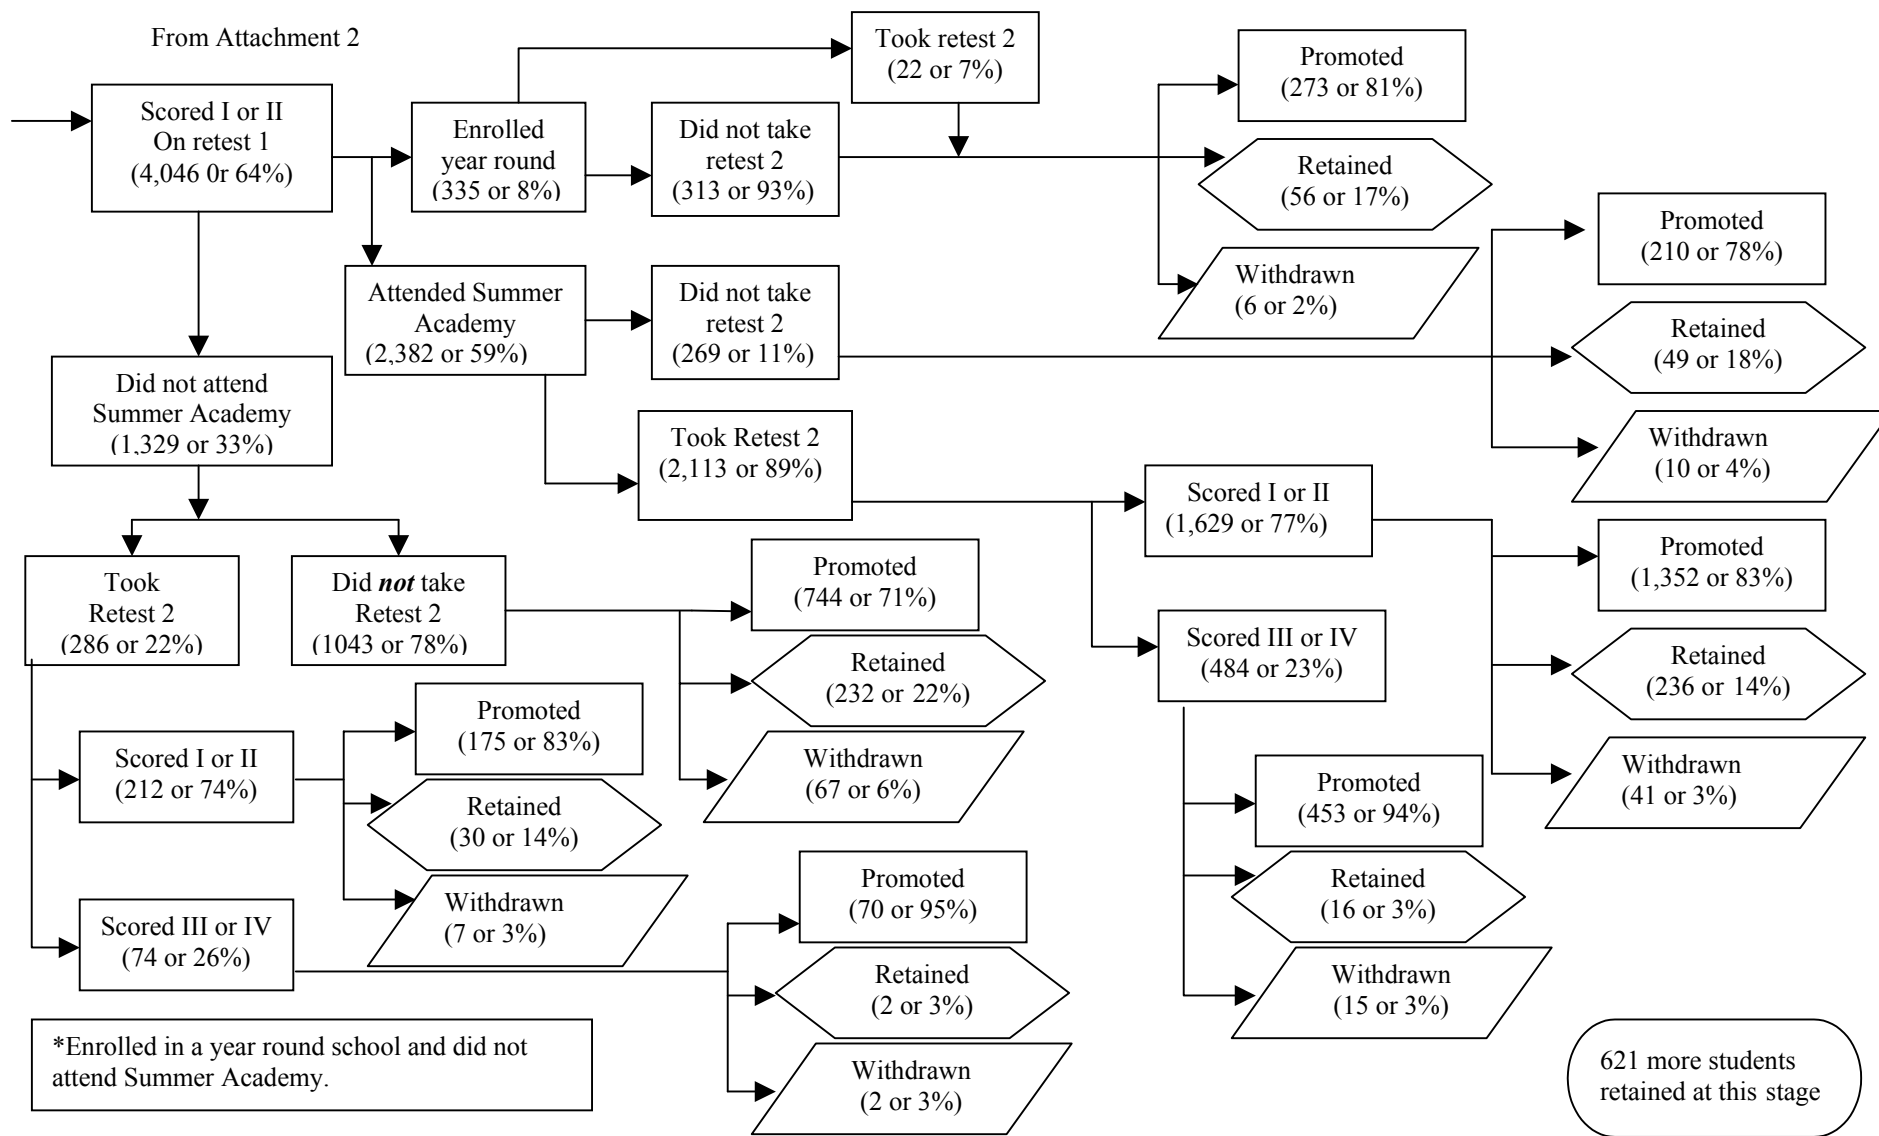 From Attachment 2
Scored I or II
On retest 1
(4,046 0r 64%)
Enrolled
year round
(335 or 8%)
Took retest 2
(22 or 7%)
Did not take
retest 2
(313 or 93%)
Promoted
(273 or 81%)
Retained
(56 or 17%)
Withdrawn
(6 or 2%)
Attended Summer
Academy
(2,382 or 59%)
Did not take
retest 2
(269 or 11%)
Promoted
(210 or 78%)
Retained
(49 or 18%)
Withdrawn
(10 or 4%)
Did not attend
Summer Academy
(1,329 or 33%)
Took Retest 2
(2,113 or 89%)
Scored I or II
(1,629 or 77%)
Promoted
(1,352 or 83%)
Retained
(236 or 14%)
Withdrawn
(41 or 3%)
Scored III or IV
(484 or 23%)
Promoted
(453 or 94%)
Retained
(16 or 3%)
Withdrawn
(15 or 3%)
Took
Retest 2
(286 or 22%)
Did not take
Retest 2
(1043 or 78%)
Promoted
(744 or 71%)
Retained
(232 or 22%)
Withdrawn
(67 or 6%)
Scored I or II
(212 or 74%)
Promoted
(175 or 83%)
Retained
(30 or 14%)
Withdrawn
(7 or 3%)
Scored III or IV
(74 or 26%)
Promoted
(70 or 95%)
Retained
(2 or 3%)
Withdrawn
(2 or 3%)
*Enrolled in a year round school and did not
attend Summer Academy.
621 more students
retained at this stage